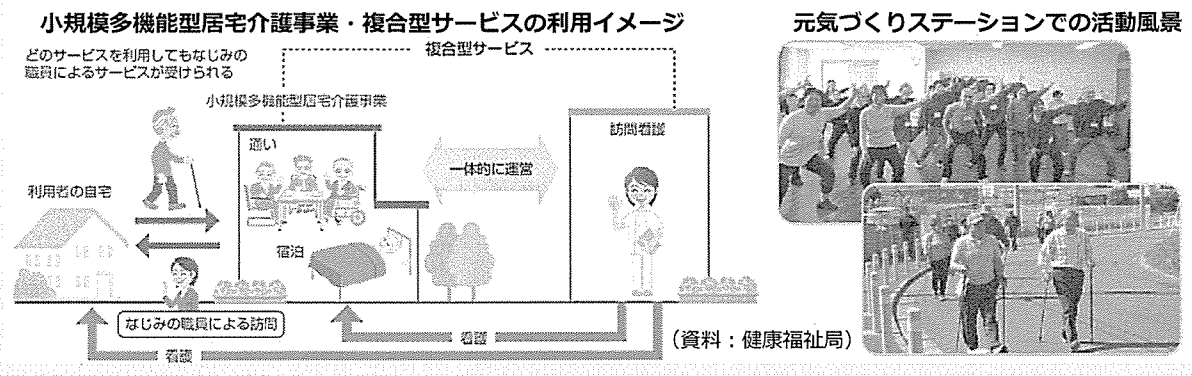 小規模多機能型居宅介護事業・複合型サービスの利用イメージ
元気づくりステーションでの活動風景
どのサービスを利用してもなじみの
職員によるサービスが受けられる
複合型サービス
小規模多機能型居宅介護事業
通い
訪問看護
一体的に運営
利用者の自宅
宿泊
なじみの職員による訪問
看護
看護
（資料：健康福祉局）